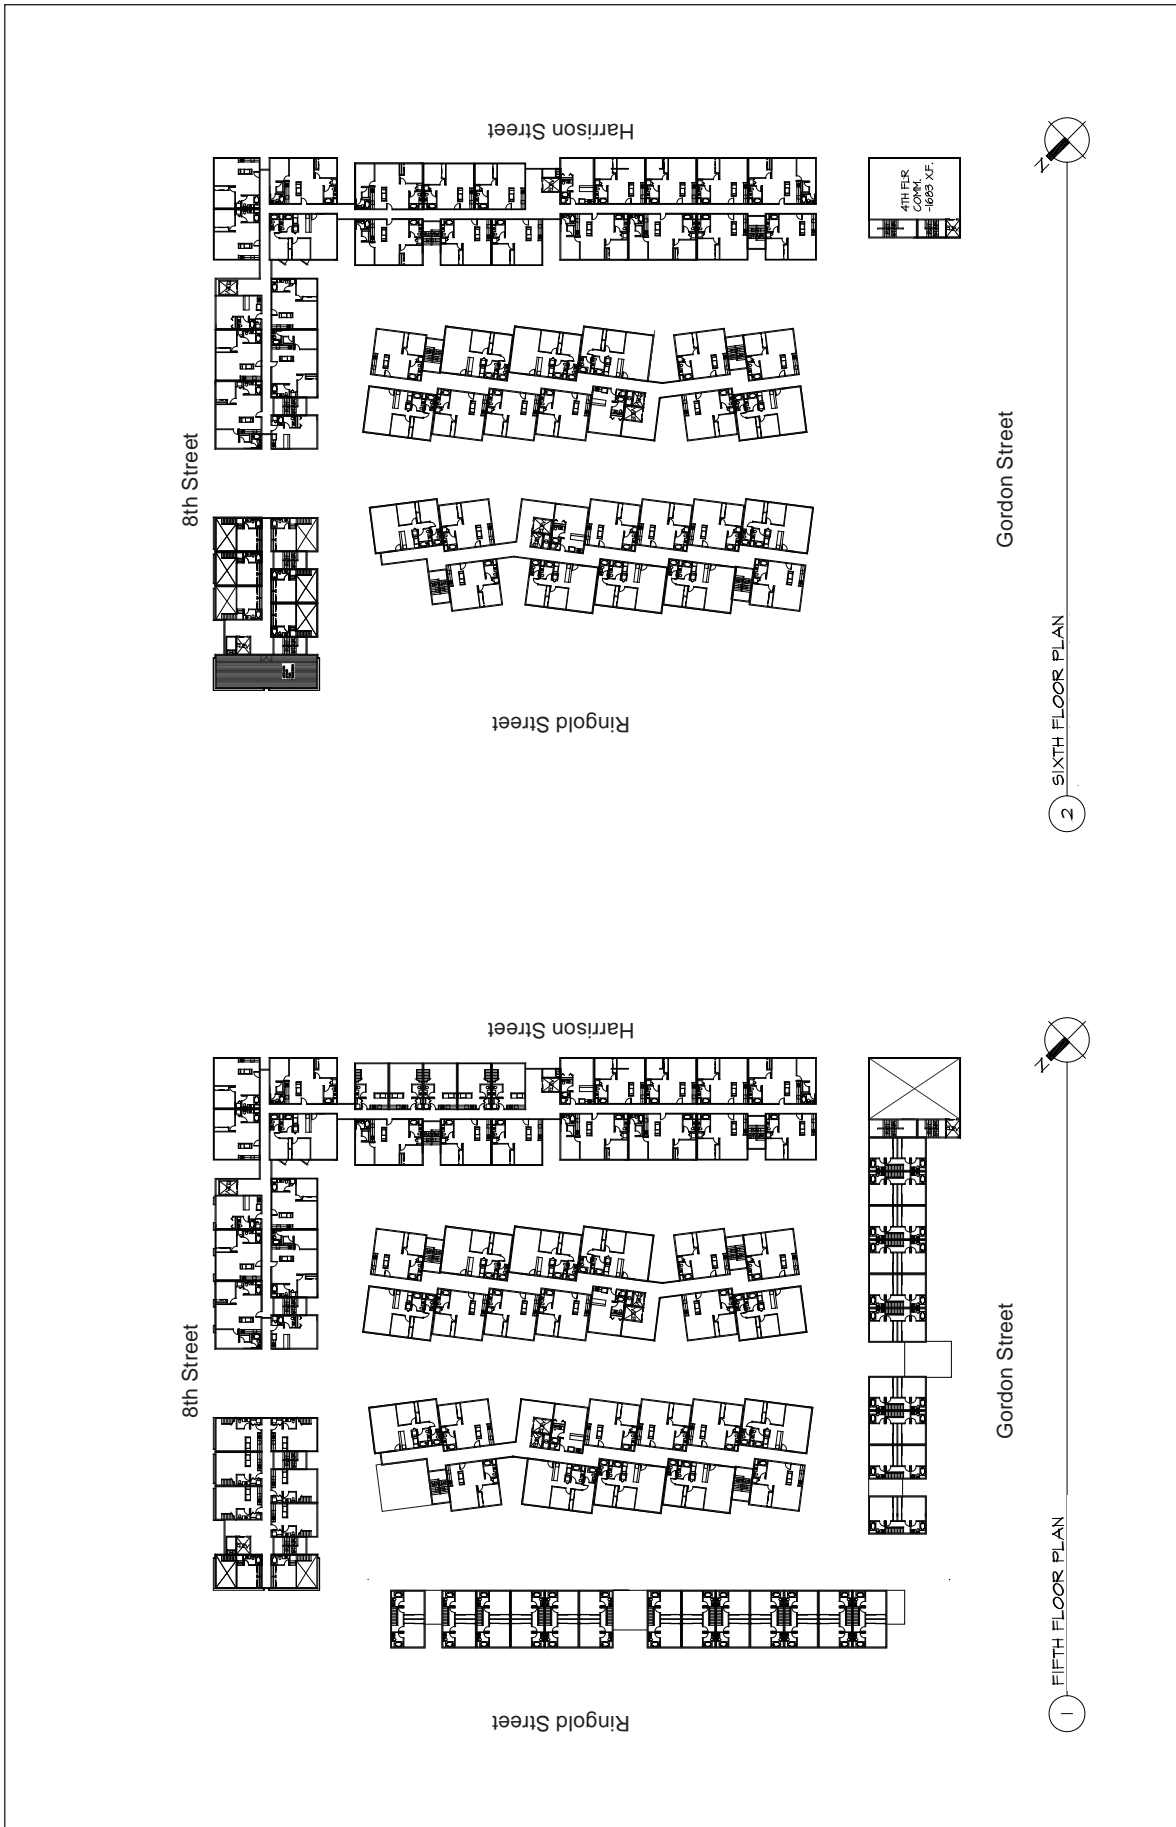 Harrison Street
8th Street
4TH FLR
COMM.
-1683 X.F.
Gordon Street
Ringold Street
N
2
SIXTH FLOOR PLAN
Harrison Street
8th Street
Gordon Street
Ringold Street
N
1
FIFTH FLOOR PLAN